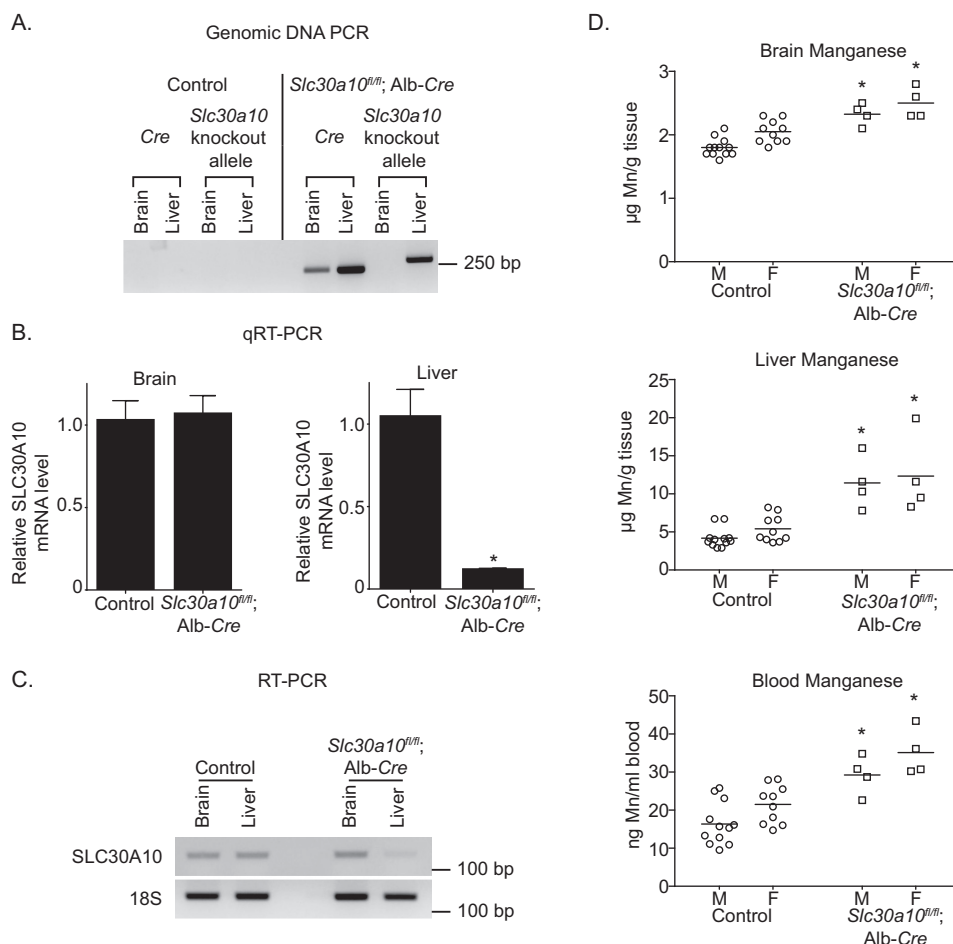 A.
Genomic DNA PCR
Control
Slc30a10fl/fl; Alb-Cre
Cre
Slc30a10
knockout
allele
Cre
Slc30a10
knockout
allele
Brain
Liver
Brain
Liver
Brain
Liver
Brain
Liver
250 bp
B.
qRT-PCR
Brain
Relative SLC30A10
mRNA level
1.0
0.5
0
Control
Slc30a10fl/fl;
Alb-Cre
Liver
Relative SLC30A10
mRNA level
1.0
0.5
0
*
Control
Slc30a10fl/fl;
Alb-Cre
C.
RT-PCR
Control
Slc30a10fl/fl;
Alb-Cre
Brain
Liver
Brain
Liver
SLC30A10
100 bp
18S
100 bp
D.
Brain Manganese
µg Mn/g tissue
3
2
1
0
* *
M F M F
Control
Slc30a10fl/fl;
Alb-Cre
Liver Manganese
µg Mn/g tissue
25
20
15
10
5
0
* *
M F M F
Control
Slc30a10fl/fl;
Alb-Cre
Blood Manganese
ng Mn/ml blood
50
40
30
20
10
0
* *
M F M F
Control
Slc30a10fl/fl;
Alb-Cre